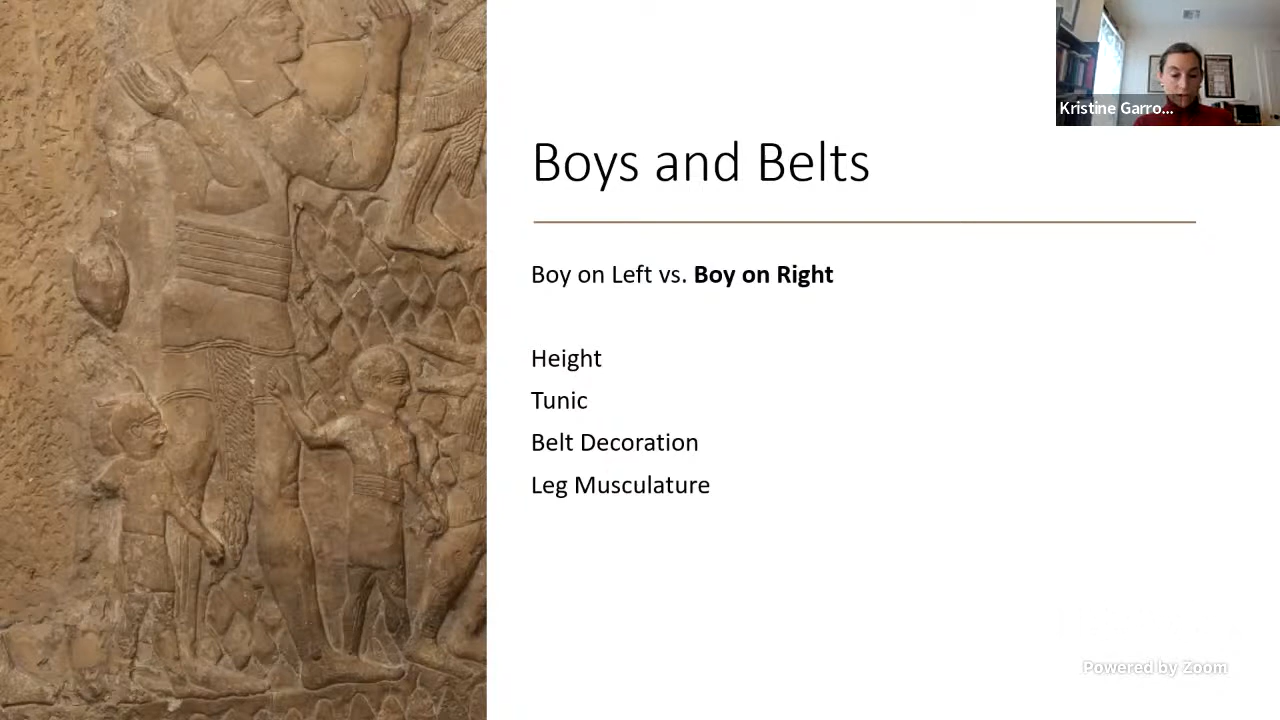 Kristine Garro...
Boys and Belts
Boy on Left vs. Boy on Right
Height
Tunic
Belt Decoration
Leg Musculature
Powered by Zoom